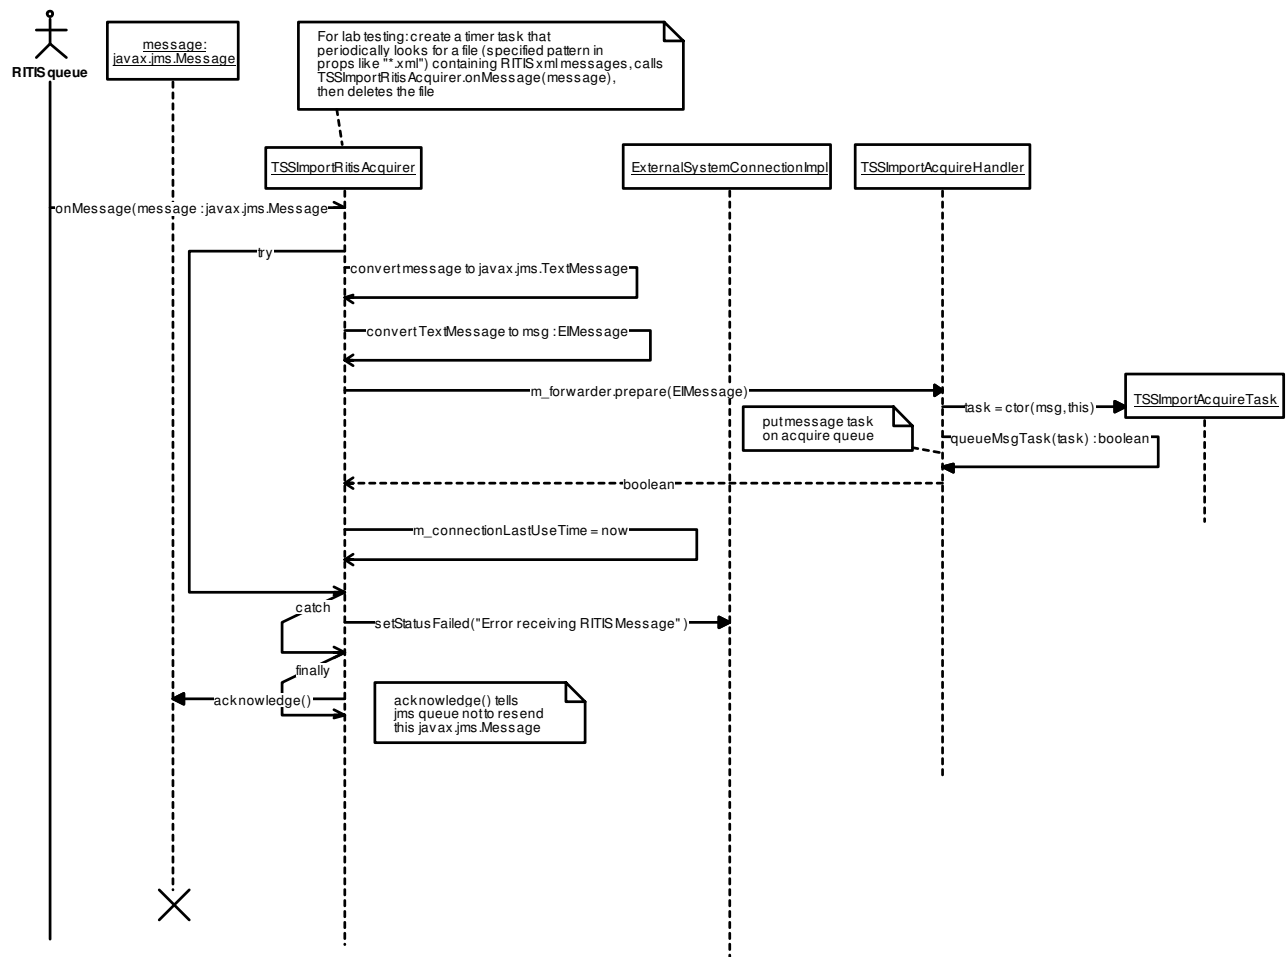 For lab testing: create a timer task that
periodically looks for a file (specified pattern in
props like "*.xml") containing RITIS xml messages, calls
TSSImportRitisAcquirer.onMessage(message),
then deletes the file
RITIS queue
message:
javax.jms.Message
TSSImportRitisAcquirer
ExternalSystemConnectionImpl
TSSImportAcquireHandler
onMessage(message : javax.jms.Message
try
convert message to javax.jms.TextMessage
convert TextMessage to msg : EIMessage
m_forwarder.prepare(EIMessage)
TSSImportAcquireTask
task = ctor(msg, this)
put message task
on acquire queue
queueMsgTask(task) : boolean
boolean
m_connectionLastUseTime = now
catch
setStatusFailed("Error receiving RITIS Message" )
finally
acknowledge()
acknowledge() tells
jms queue not to resend
this javax.jms.Message